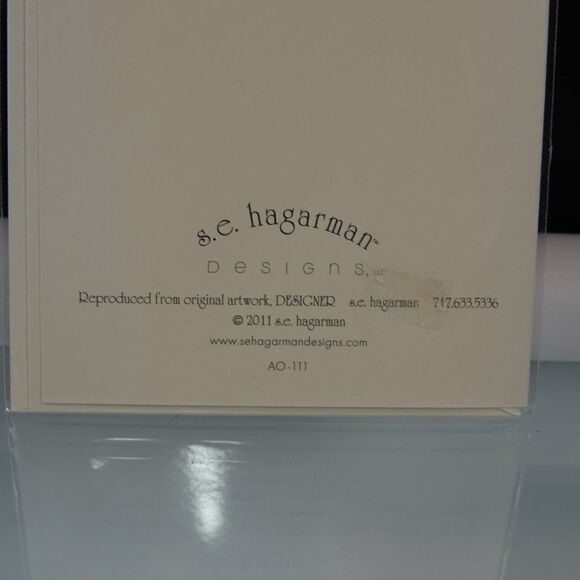 s.e. hagarman™
DESIGNS, LLC
Reproduced from original artwork, DESIGNER s.e. hagarman 717.633.5336
© 2011 s.e. hagarman
www.sehagarmandesigns.com
AO-111